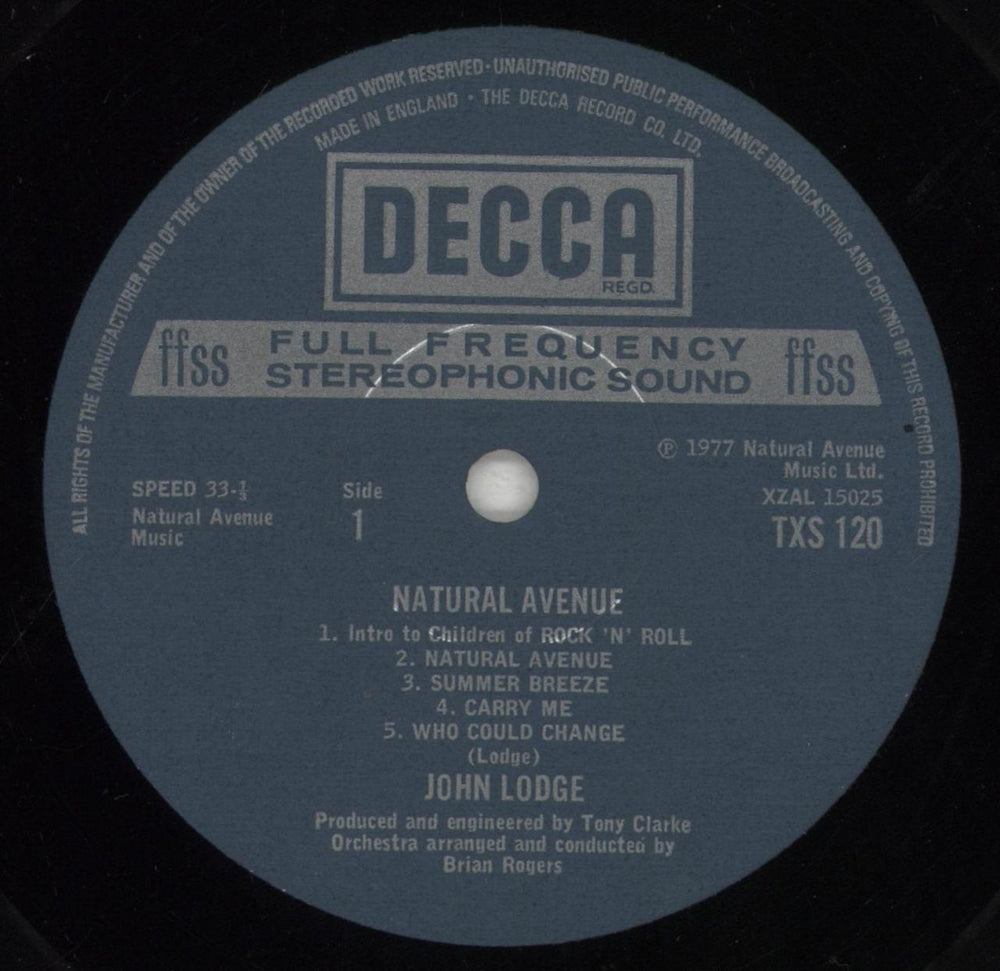 ALL RIGHTS OF THE MANUFACTURER AND OF THE OWNER OF THE RECORDED WORK RESERVED · UNAUTHORISED PUBLIC PERFORMANCE BROADCASTING AND COPYING OF THIS RECORD PROHIBITED
MADE IN ENGLAND · THE DECCA RECORD CO. LTD.
DECCA
REGD.
ffss FULL FREQUENCY ffss
STEREOPHONIC SOUND
℗ 1977 Natural Avenue
Music Ltd.
SPEED 33-⅓ Side XZAL 15025
Natural Avenue 1 TXS 120
Music
NATURAL AVENUE
1. Intro to Children of ROCK 'N' ROLL
2. NATURAL AVENUE
3. SUMMER BREEZE
4. CARRY ME
5. WHO COULD CHANGE
(Lodge)
JOHN LODGE
Produced and engineered by Tony Clarke
Orchestra arranged and conducted by
Brian Rogers